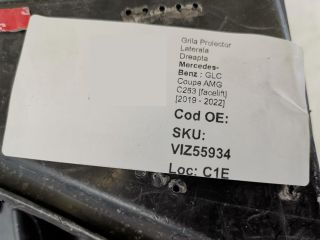 Grila Proiector
Laterala
Dreapta
Mercedes-
Benz : GLC
Coupe AMG
C253 [facelift]
[2019 - 2022]
Cod OE:
SKU:
VIZ55934
Loc: C1E